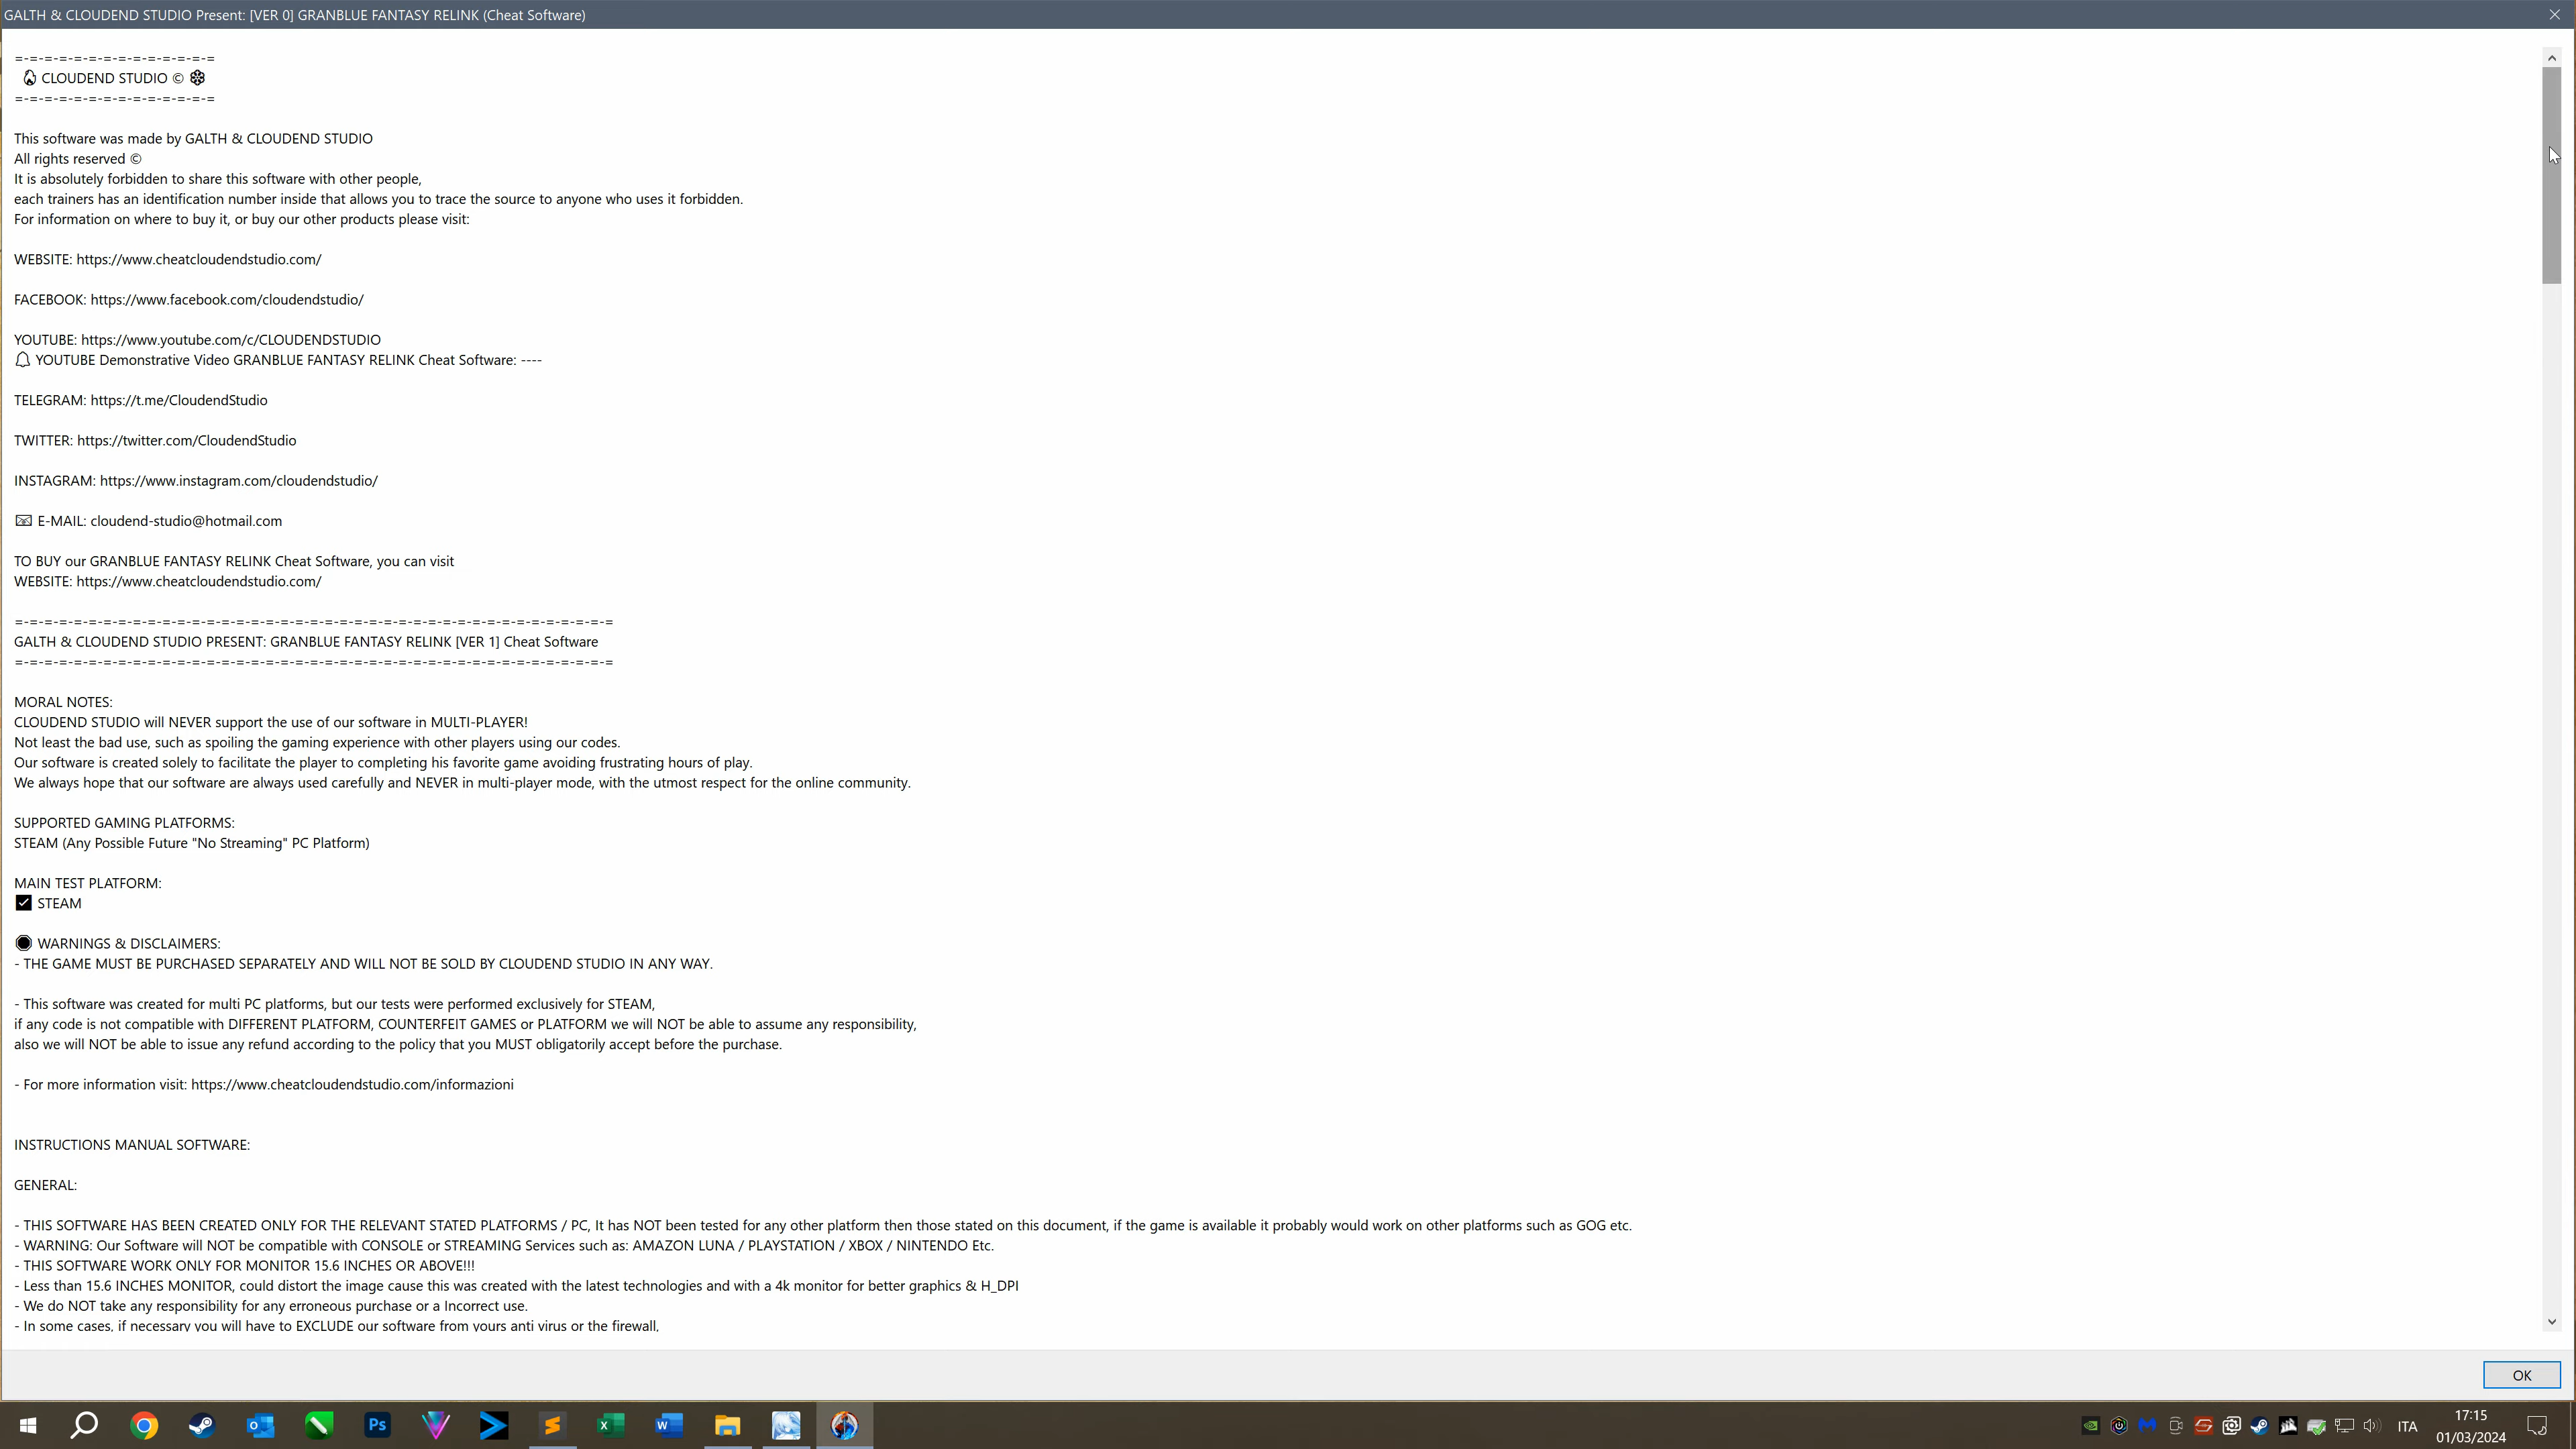 GALTH & CLOUDEND STUDIO Present: [VER 0] GRANBLUE FANTASY RELINK (Cheat Software)
=-=-=-=-=-=-=-=-=-=-=-=-=-=
CLOUDEND STUDIO ©
=-=-=-=-=-=-=-=-=-=-=-=-=-=
This software was made by GALTH & CLOUDEND STUDIO
All rights reserved ©
It is absolutely forbidden to share this software with other people,
each trainers has an identification number inside that allows you to trace the source to anyone who uses it forbidden.
For information on where to buy it, or buy our other products please visit:
WEBSITE: https://www.cheatcloudendstudio.com/
FACEBOOK: https://www.facebook.com/cloudendstudio/
YOUTUBE: https://www.youtube.com/c/CLOUDENDSTUDIO
YOUTUBE Demonstrative Video GRANBLUE FANTASY RELINK Cheat Software: ----
TELEGRAM: https://t.me/CloudendStudio
TWITTER: https://twitter.com/CloudendStudio
INSTAGRAM: https://www.instagram.com/cloudendstudio/
E-MAIL: cloudend-studio@hotmail.com
TO BUY our GRANBLUE FANTASY RELINK Cheat Software, you can visit
WEBSITE: https://www.cheatcloudendstudio.com/
=-=-=-=-=-=-=-=-=-=-=-=-=-=-=-=-=-=-=-=-=-=-=-=-=-=-=-=-=-=-=-=-=-=-=-=-=-=-=-=-=
GALTH & CLOUDEND STUDIO PRESENT: GRANBLUE FANTASY RELINK [VER 1] Cheat Software
=-=-=-=-=-=-=-=-=-=-=-=-=-=-=-=-=-=-=-=-=-=-=-=-=-=-=-=-=-=-=-=-=-=-=-=-=-=-=-=-=
MORAL NOTES:
CLOUDEND STUDIO will NEVER support the use of our software in MULTI-PLAYER!
Not least the bad use, such as spoiling the gaming experience with other players using our codes.
Our software is created solely to facilitate the player to completing his favorite game avoiding frustrating hours of play.
We always hope that our software are always used carefully and NEVER in multi-player mode, with the utmost respect for the online community.
SUPPORTED GAMING PLATFORMS:
STEAM (Any Possible Future "No Streaming" PC Platform)
MAIN TEST PLATFORM:
STEAM
WARNINGS & DISCLAIMERS:
- THE GAME MUST BE PURCHASED SEPARATELY AND WILL NOT BE SOLD BY CLOUDEND STUDIO IN ANY WAY.
- This software was created for multi PC platforms, but our tests were performed exclusively for STEAM,
if any code is not compatible with DIFFERENT PLATFORM, COUNTERFEIT GAMES or PLATFORM we will NOT be able to assume any responsibility,
also we will NOT be able to issue any refund according to the policy that you MUST obligatorily accept before the purchase.
- For more information visit: https://www.cheatcloudendstudio.com/informazioni
INSTRUCTIONS MANUAL SOFTWARE:
GENERAL:
- THIS SOFTWARE HAS BEEN CREATED ONLY FOR THE RELEVANT STATED PLATFORMS / PC, It has NOT been tested for any other platform then those stated on this document, if the game is available it probably would work on other platforms such as GOG etc.
- WARNING: Our Software will NOT be compatible with CONSOLE or STREAMING Services such as: AMAZON LUNA / PLAYSTATION / XBOX / NINTENDO Etc.
- THIS SOFTWARE WORK ONLY FOR MONITOR 15.6 INCHES OR ABOVE!!!
- Less than 15.6 INCHES MONITOR, could distort the image cause this was created with the latest technologies and with a 4k monitor for better graphics & H_DPI
- We do NOT take any responsibility for any erroneous purchase or a Incorrect use.
- In some cases, if necessary you will have to EXCLUDE our software from yours anti virus or the firewall,
OK
Ps
ITA
17:15
01/03/2024